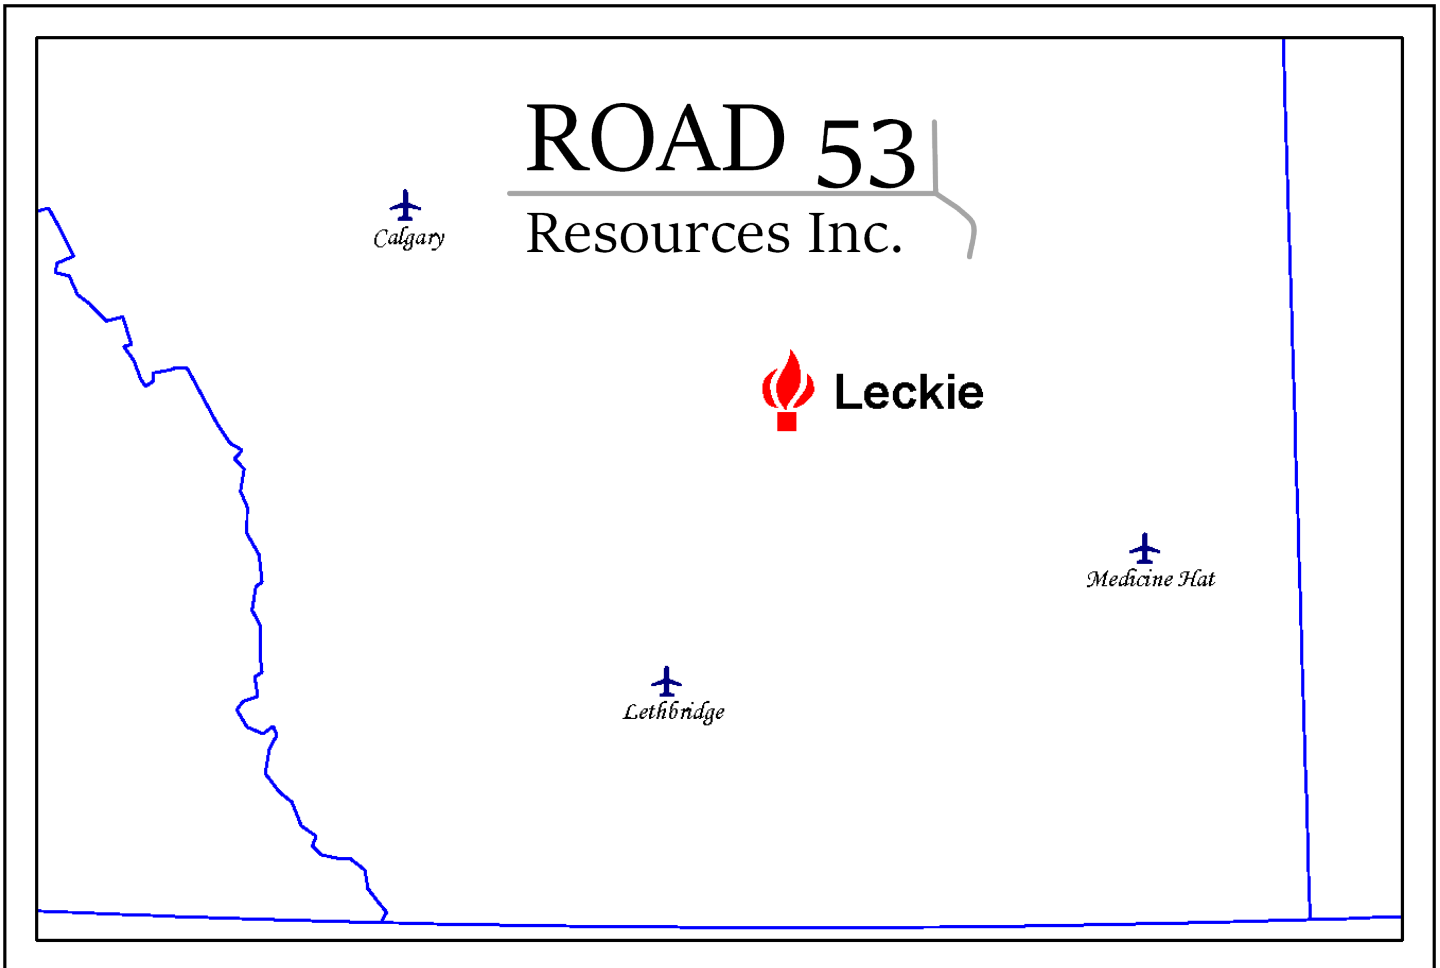 ROAD 53
Resources Inc.
Calgary
Leckie
Medicine Hat
Lethbridge